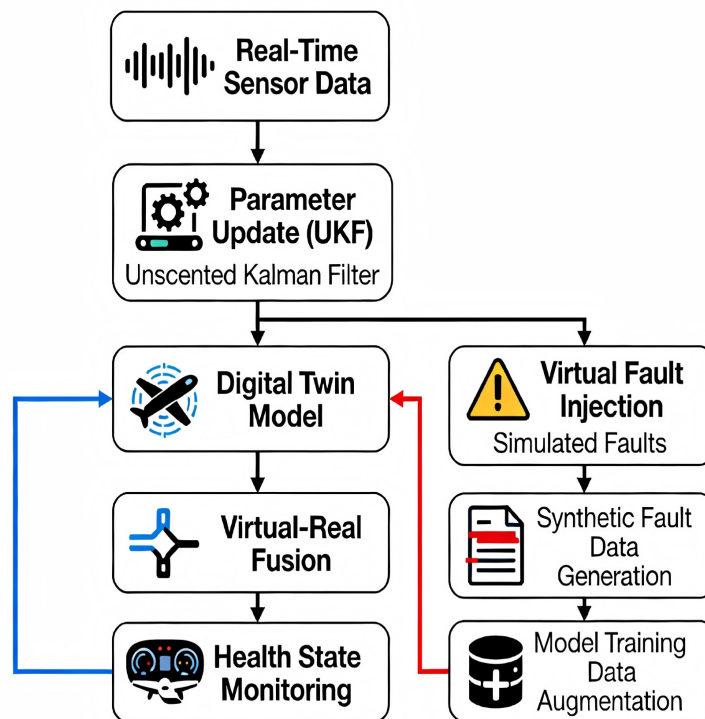 Real-Time
Sensor Data
Parameter
Update (UKF)
Unscented Kalman Filter
Digital Twin
Model
Virtual Fault
Injection
Simulated Faults
Virtual-Real
Fusion
Synthetic Fault
Data
Generation
Health State
Monitoring
Model Training
Data
Augmentation